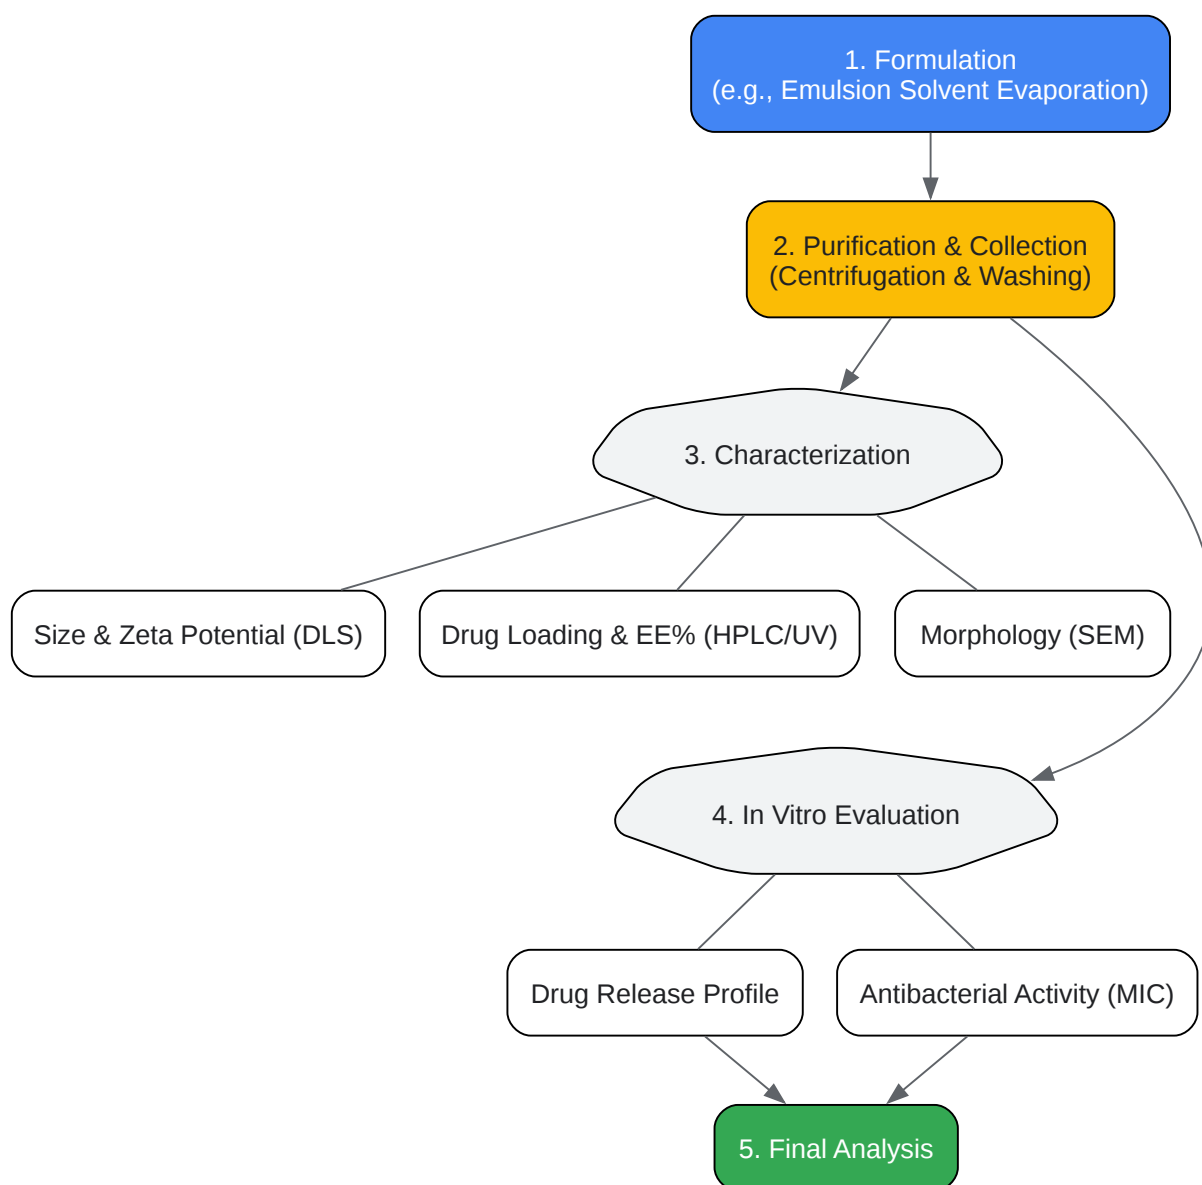 1. Formulation
(e.g., Emulsion Solvent Evaporation)
2. Purification & Collection
(Centrifugation & Washing)
3. Characterization
Size & Zeta Potential (DLS)
Drug Loading & EE% (HPLC/UV)
Morphology (SEM)
4. In Vitro Evaluation
Drug Release Profile
Antibacterial Activity (MIC)
5. Final Analysis